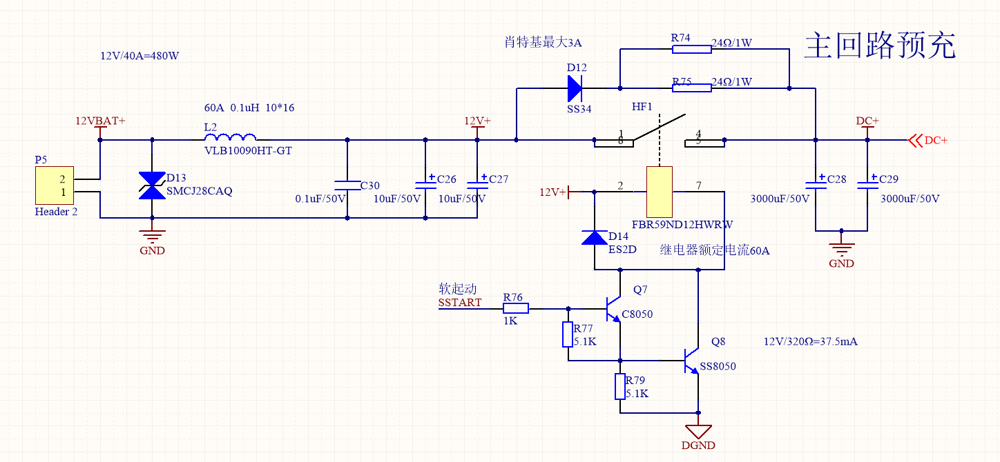 主回路预充
肖特基最大3A
R74
24Ω/1W
12V/40A=480W
D12
R75
24Ω/1W
SS34
60A 0.1uH 10*16
HF1
12VBAT+
L2
12V+
DC+
1
8
4
5
DC+
VLB10090HT-GT
P5
2
1
Header 2
D13
SMCJ28CAQ
C30
0.1uF/50V
C26
10uF/50V
C27
10uF/50V
12V+
2
7
C28
3000uF/50V
C29
3000uF/50V
FBR59ND12HWRW
D14
ES2D
继电器额定电流60A
GND
GND
软起动
SSTART
R76
1K
Q7
C8050
R77
5.1K
Q8
SS8050
12V/320Ω=37.5mA
R79
5.1K
DGND